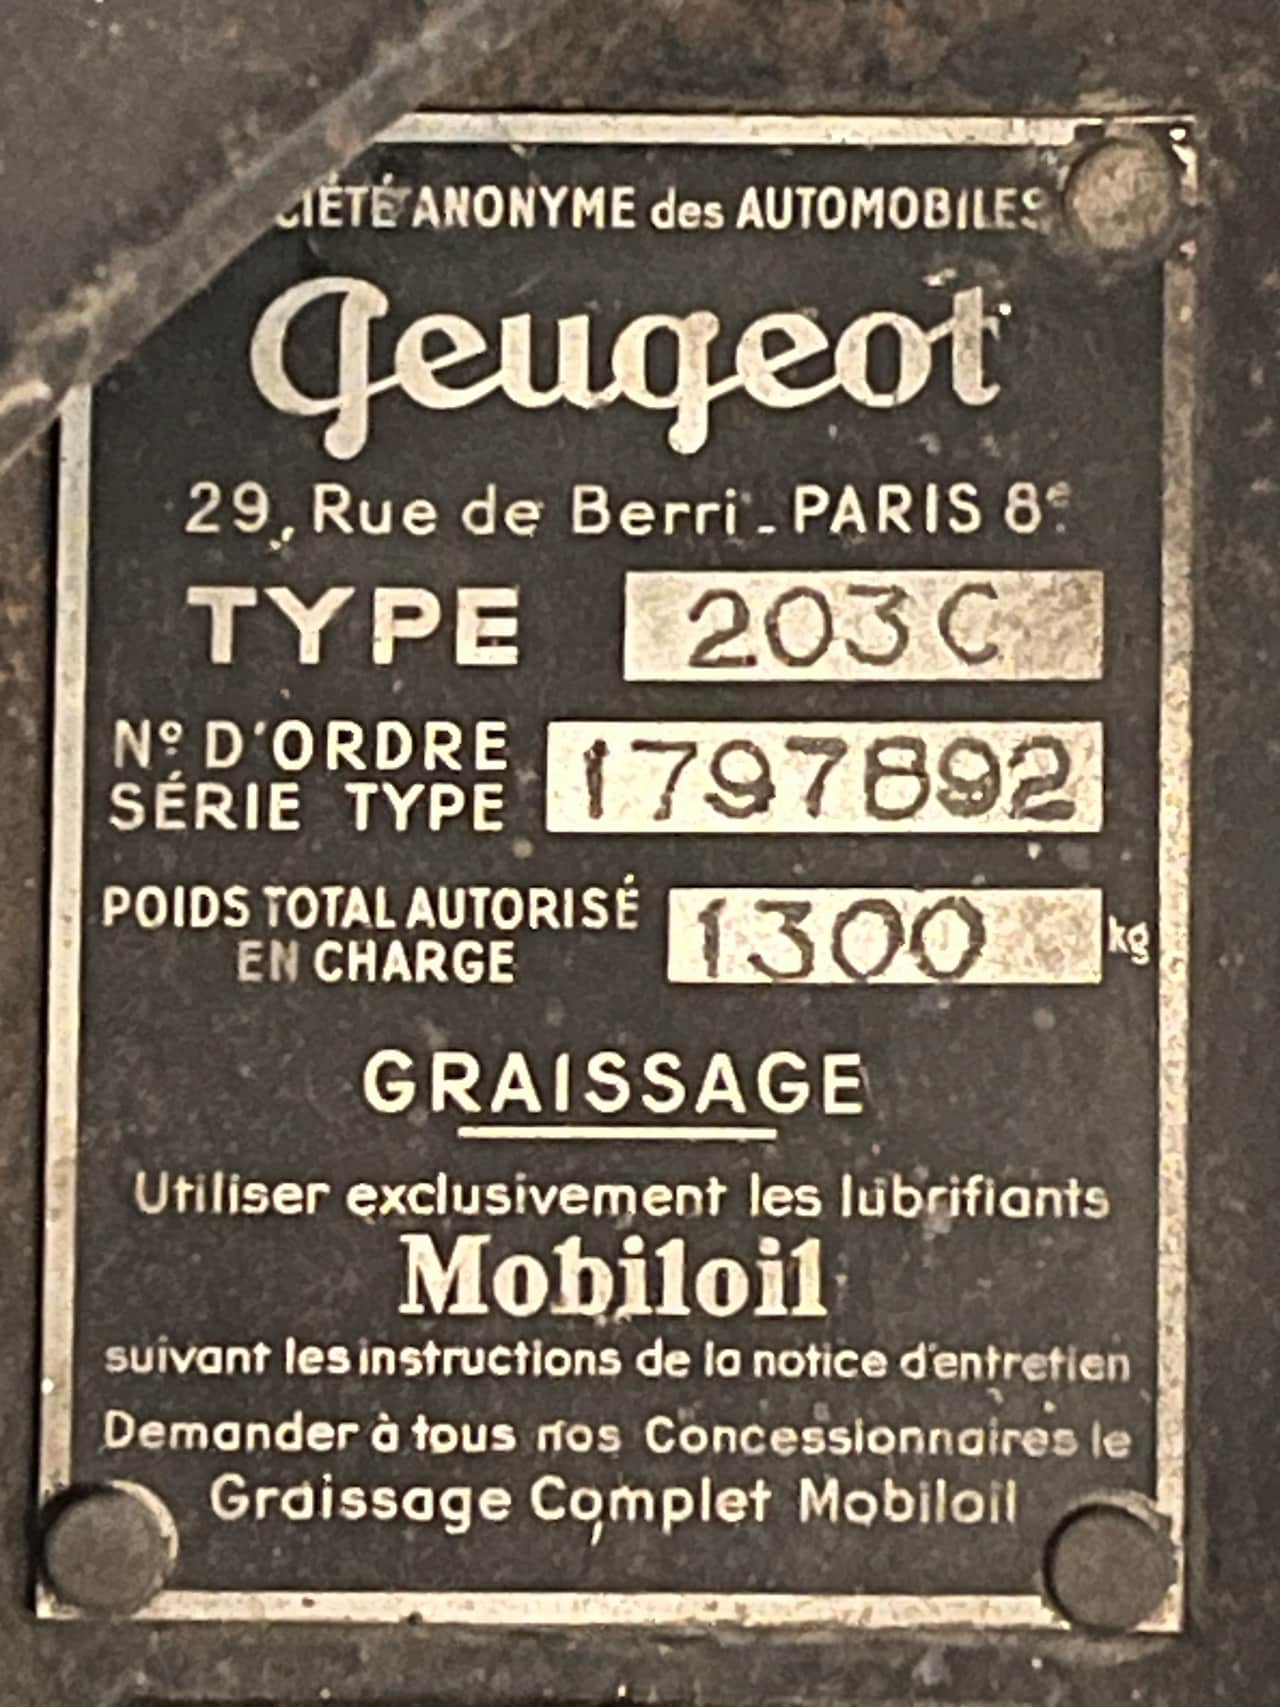 CIÉTÉ ANONYME des AUTOMOBILES
Peugeot
29, Rue de Berri - PARIS 8e
TYPE 203 C
Nº D'ORDRE
SÉRIE TYPE 1797892
POIDS TOTAL AUTORISÉ
EN CHARGE 1300 kg
GRAISSAGE
Utiliser exclusivement les lubrifiants
Mobiloil
suivant les instructions de la notice d'entretien
Demander à tous nos Concessionnaires le
Graissage Complet Mobiloil